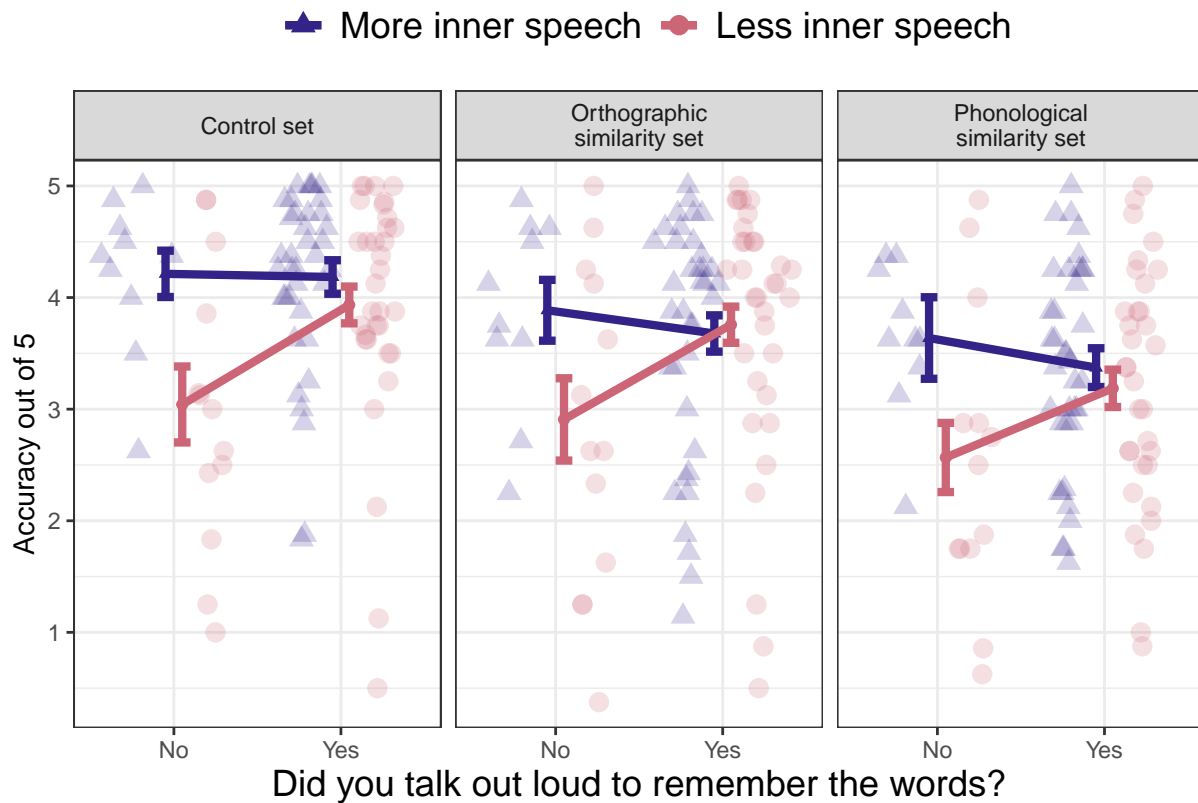 More inner speech Less inner speech
Control set
Orthographic
similarity set
Phonological
similarity set
Accuracy out of 5
5
4
3
2
1
No Yes No Yes No Yes
Did you talk out loud to remember the words?